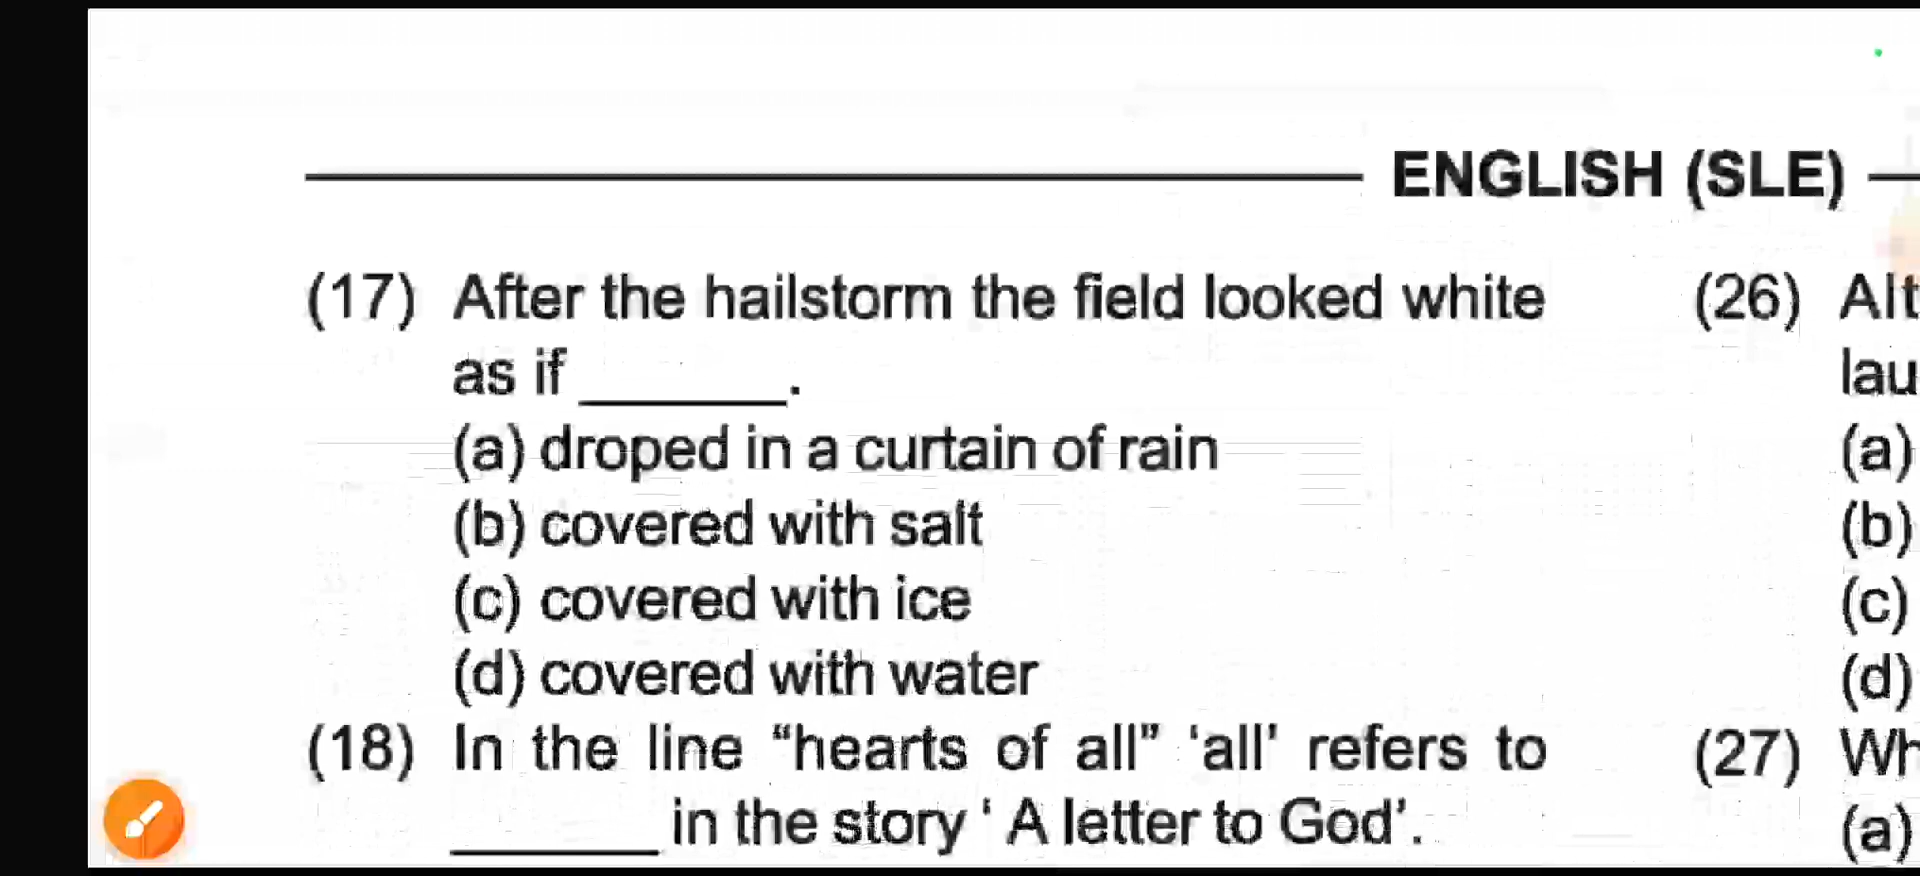 ENGLISH (SLE)
(17) After the hailstorm the field looked white
as if _______.
(a) droped in a curtain of rain
(b) covered with salt
(c) covered with ice
(d) covered with water
(18) In the line “hearts of all” ‘all’ refers to
_______ in the story ‘ A letter to God’.
(26) Alt
lau
(a)
(b)
(c)
(d)
(27) Wh
(a)